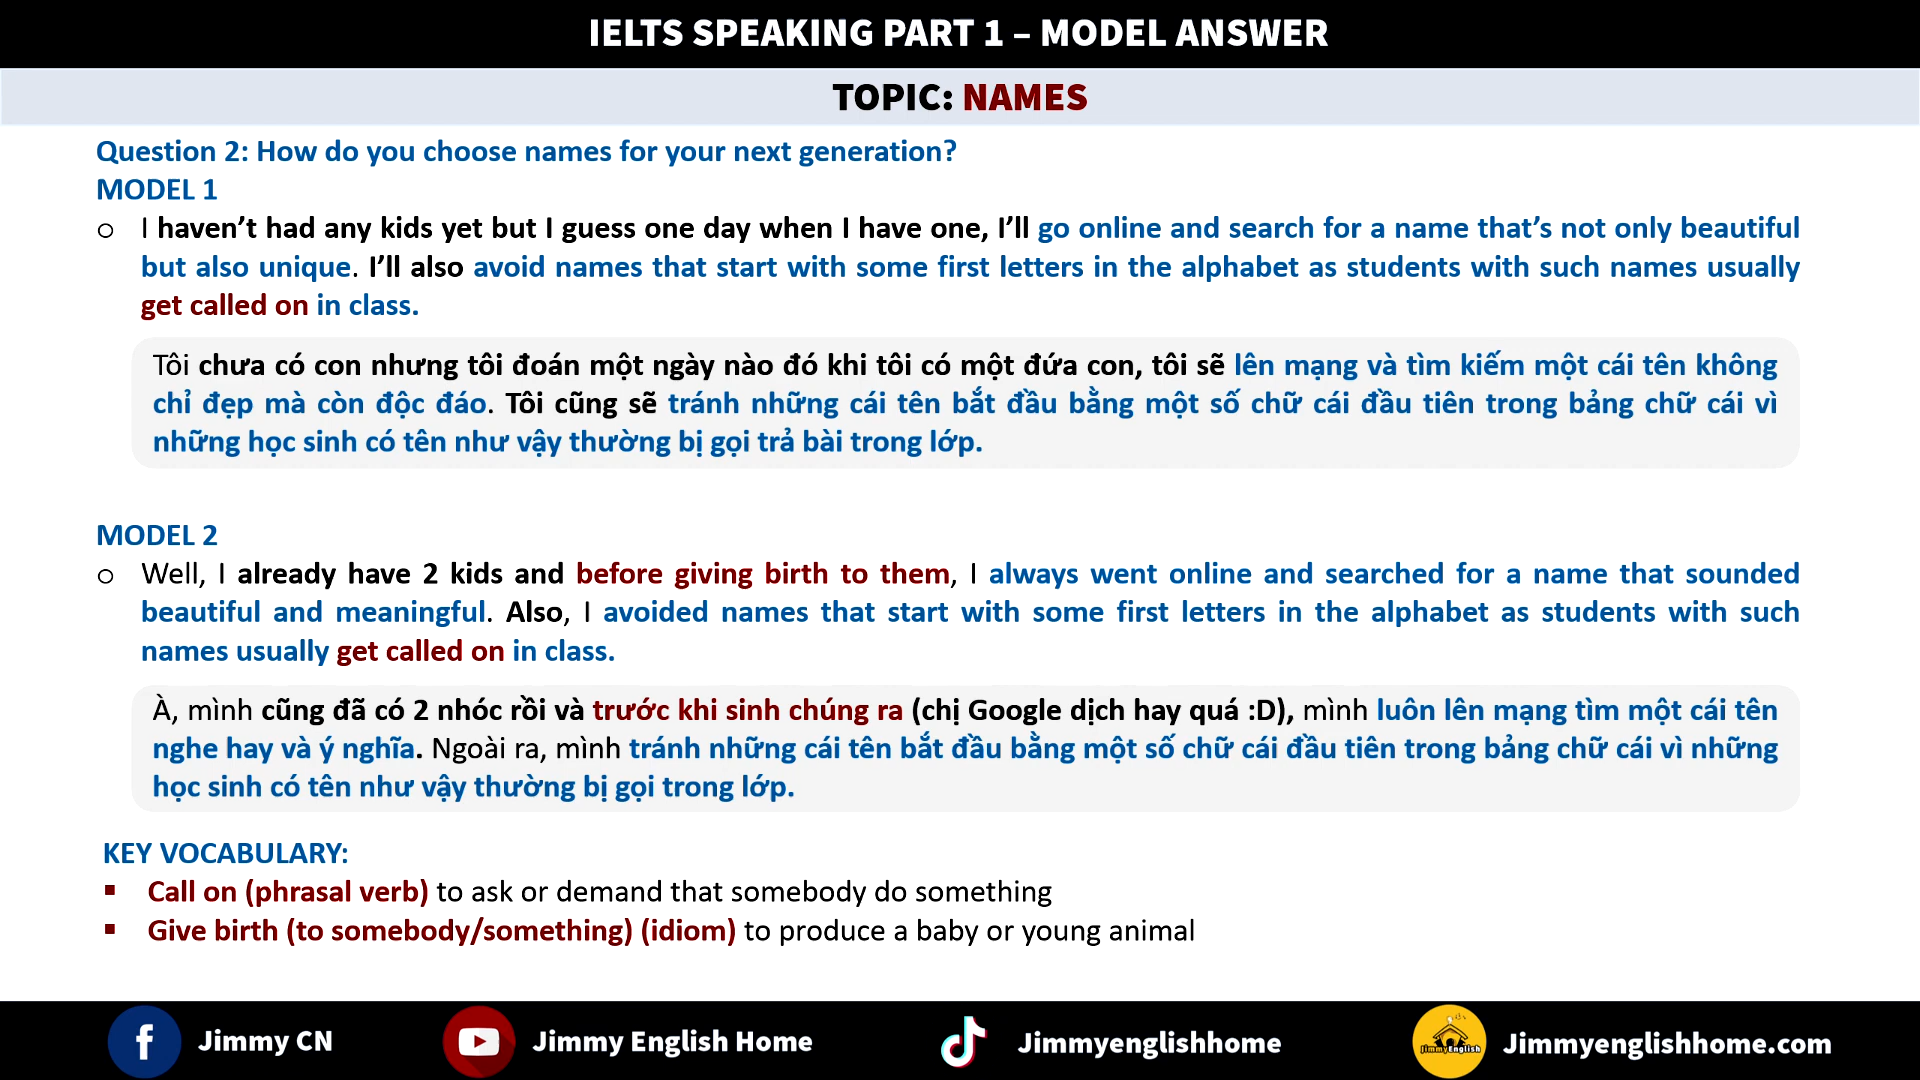 IELTS SPEAKING PART 1 – MODEL ANSWER
TOPIC: NAMES
Question 2: How do you choose names for your next generation?
MODEL 1
o I haven’t had any kids yet but I guess one day when I have one, I’ll go online and search for a name that’s not only beautiful
but also unique. I’ll also avoid names that start with some first letters in the alphabet as students with such names usually
get called on in class.
Tôi chưa có con nhưng tôi đoán một ngày nào đó khi tôi có một đứa con, tôi sẽ lên mạng và tìm kiếm một cái tên không
chỉ đẹp mà còn độc đáo. Tôi cũng sẽ tránh những cái tên bắt đầu bằng một số chữ cái đầu tiên trong bảng chữ cái vì
những học sinh có tên như vậy thường bị gọi trả bài trong lớp.
MODEL 2
o Well, I already have 2 kids and before giving birth to them, I always went online and searched for a name that sounded
beautiful and meaningful. Also, I avoided names that start with some first letters in the alphabet as students with such
names usually get called on in class.
À, mình cũng đã có 2 nhóc rồi và trước khi sinh chúng ra (chị Google dịch hay quá :D), mình luôn lên mạng tìm một cái tên
nghe hay và ý nghĩa. Ngoài ra, mình tránh những cái tên bắt đầu bằng một số chữ cái đầu tiên trong bảng chữ cái vì những
học sinh có tên như vậy thường bị gọi trong lớp.
KEY VOCABULARY:
▪ Call on (phrasal verb) to ask or demand that somebody do something
▪ Give birth (to somebody/something) (idiom) to produce a baby or young animal
Jimmy CN
Jimmy English Home
Jimmyenglishhome
JimmyEnglish
Jimmyenglishhome.com